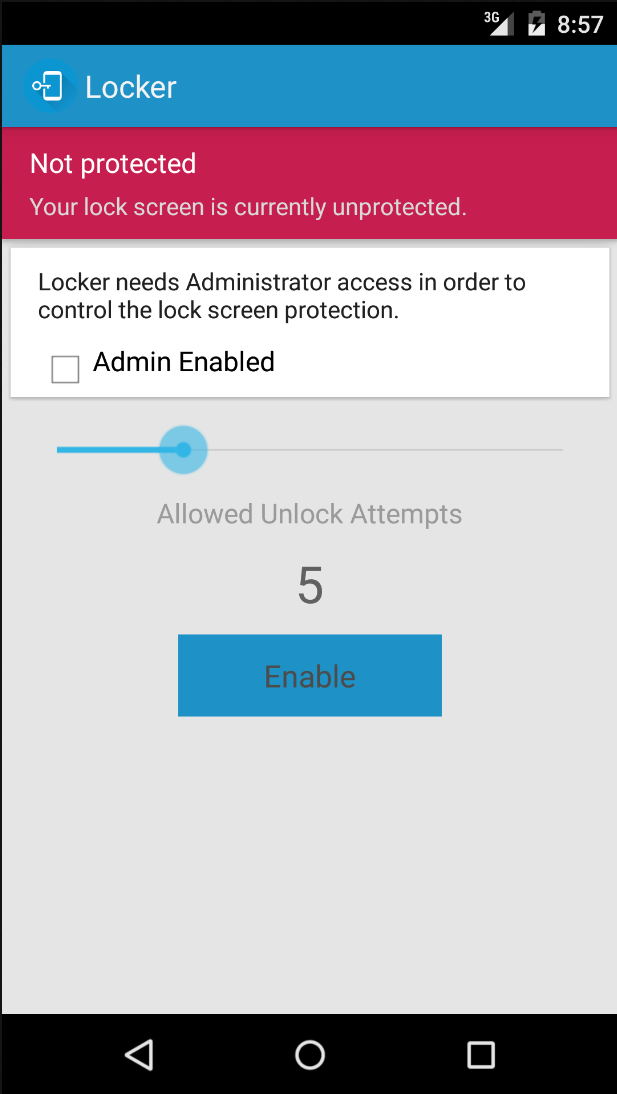 3G 8:57
Locker
Not protected
Your lock screen is currently unprotected.
Locker needs Administrator access in order to
control the lock screen protection.
Admin Enabled
Allowed Unlock Attempts
5
Enable